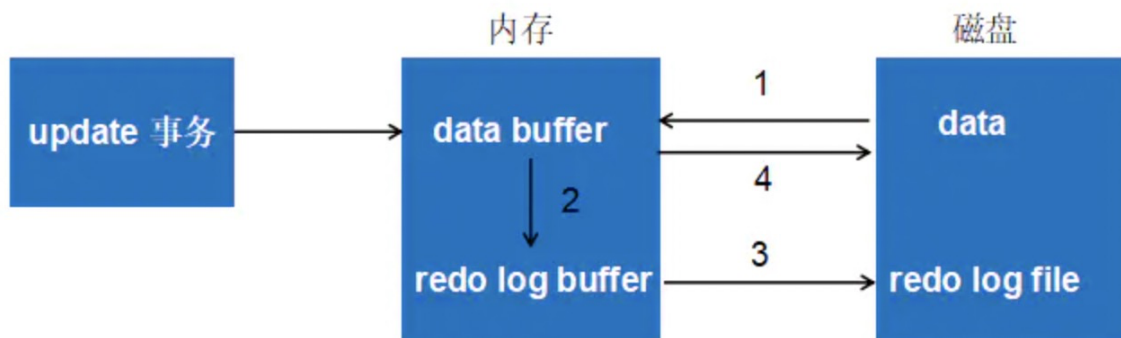 内存
磁盘
update 事务
data buffer
1
data
4
2
redo log buffer
3
redo log file